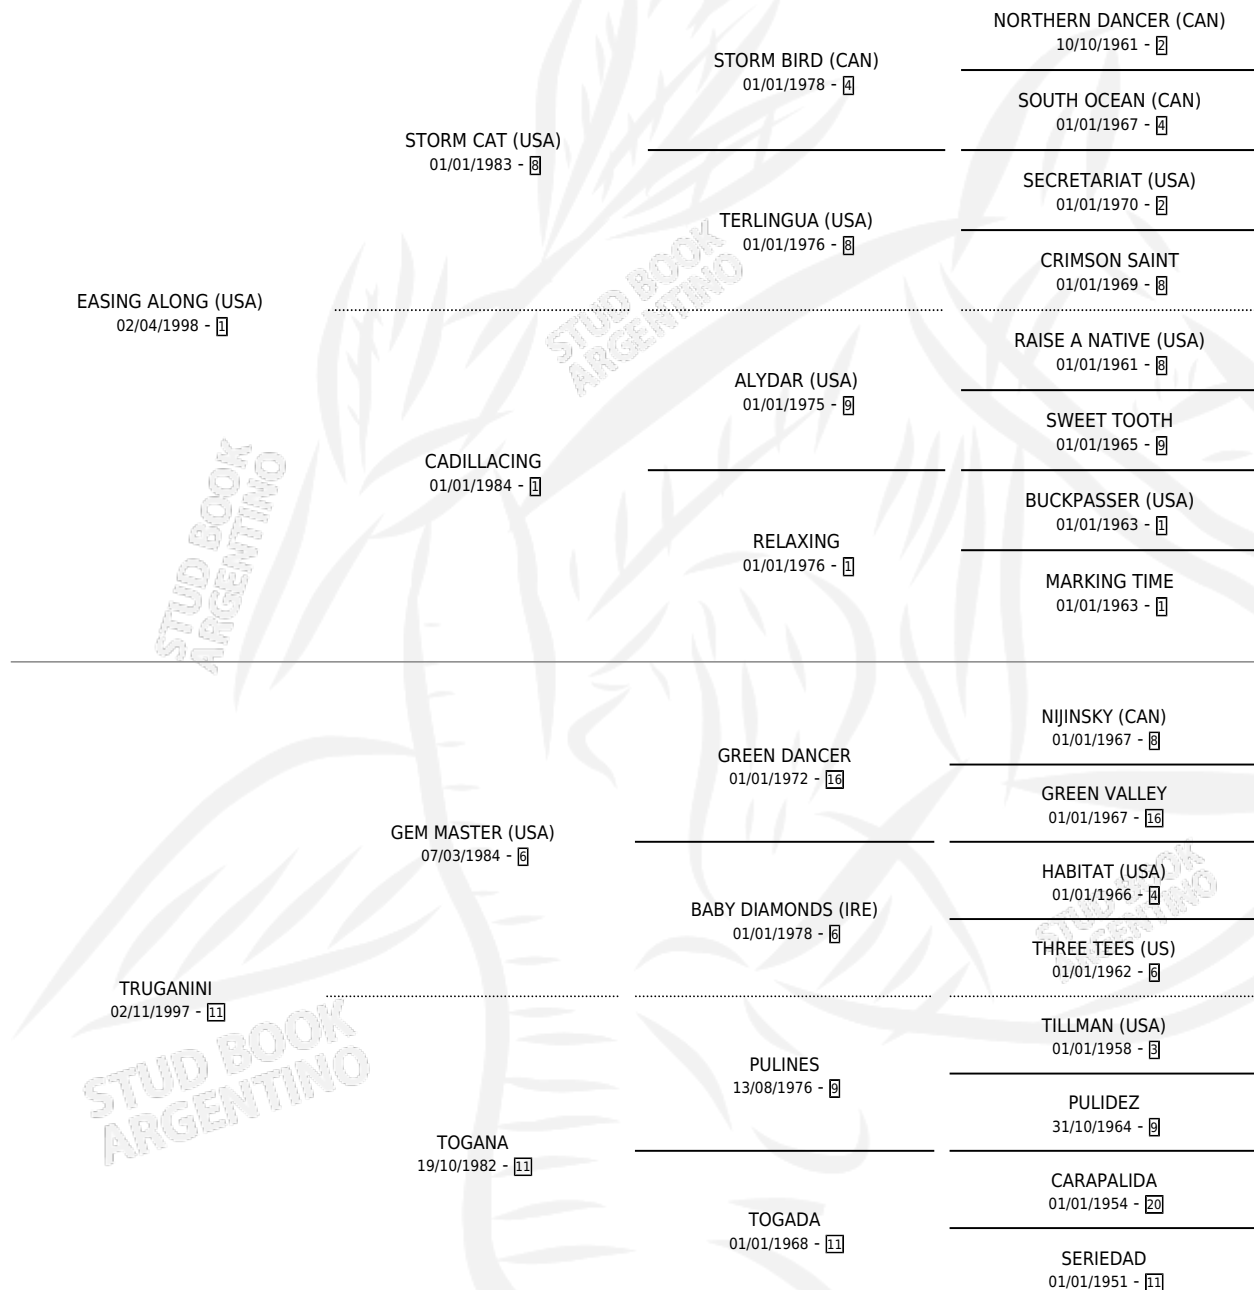 NORTHERN DANCER (CAN)
10/10/1961 - 2
STORM BIRD (CAN)
01/01/1978 - 4
SOUTH OCEAN (CAN)
01/01/1967 - 4
STORM CAT (USA)
01/01/1983 - 8
SECRETARIAT (USA)
01/01/1970 - 2
TERLINGUA (USA)
01/01/1976 - 8
CRIMSON SAINT
01/01/1969 - 8
EASING ALONG (USA)
02/04/1998 - 1
RAISE A NATIVE (USA)
01/01/1961 - 8
ALYDAR (USA)
01/01/1975 - 9
SWEET TOOTH
01/01/1965 - 9
CADILLACING
01/01/1984 - 1
BUCKPASSER (USA)
01/01/1963 - 1
RELAXING
01/01/1976 - 1
MARKING TIME
01/01/1963 - 1
NIJINSKY (CAN)
01/01/1967 - 8
GREEN DANCER
01/01/1972 - 16
GREEN VALLEY
01/01/1967 - 16
GEM MASTER (USA)
07/03/1984 - 6
HABITAT (USA)
01/01/1966 - 4
BABY DIAMONDS (IRE)
01/01/1978 - 6
THREE TEES (US)
01/01/1962 - 6
TRUGANINI
02/11/1997 - 11
TILLMAN (USA)
01/01/1958 - 3
PULINES
13/08/1976 - 9
PULIDEZ
31/10/1964 - 9
TOGANA
19/10/1982 - 11
CARAPALIDA
01/01/1954 - 20
TOGADA
01/01/1968 - 11
SERIEDAD
01/01/1951 - 11
STUD BOOK
ARGENTINO
STUD BOOK
ARGENTINO
STUD BOOK
ARGENTINO
STUD BOOK
ARGENTINO